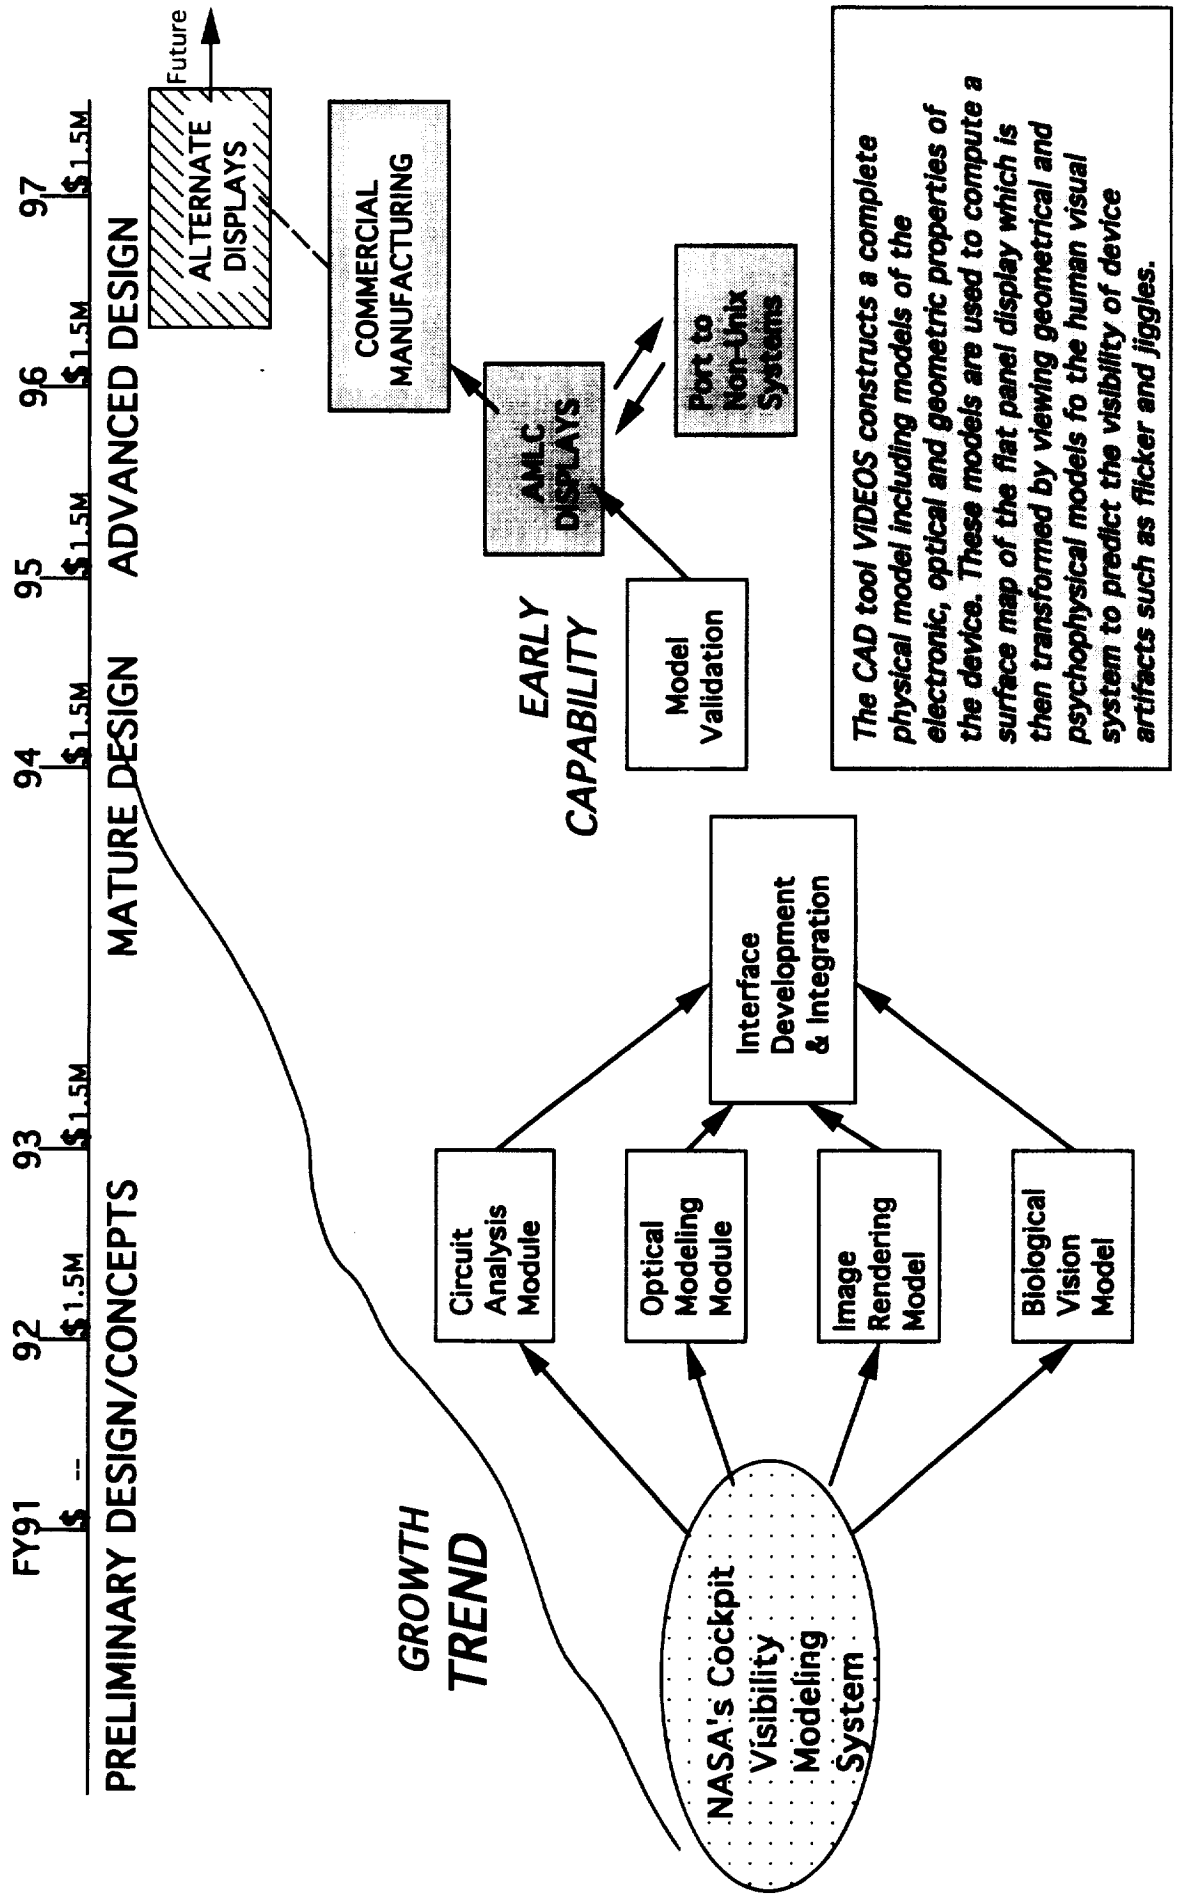 FY91 92 93 94 95 96 97
$ -- $1.5M $1.5M $1.5M $1.5M $1.5M $1.5M
PRELIMINARY DESIGN/CONCEPTS MATURE DESIGN ADVANCED DESIGN
Future
ALTERNATE
DISPLAYS
COMMERCIAL
MANUFACTURING
GROWTH
TREND
EARLY
CAPABILITY
AMLC
DISPLAYS
Port to
Non-Unix
Systems
Model
Validation
Circuit
Analysis
Module
Optical
Modeling
Module
Image
Rendering
Model
Biological
Vision
Model
Interface
Development
& Integration
NASA's Cockpit
Visibility
Modeling
System
The CAD tool ViDEOS constructs a complete
physical model including models of the
electronic, optical and geometric properties of
the device. These models are used to compute a
surface map of the flat panel display which is
then transformed by viewing geometrical and
psychophysical models fo the human visual
system to predict the visibility of device
artifacts such as flicker and jiggles.